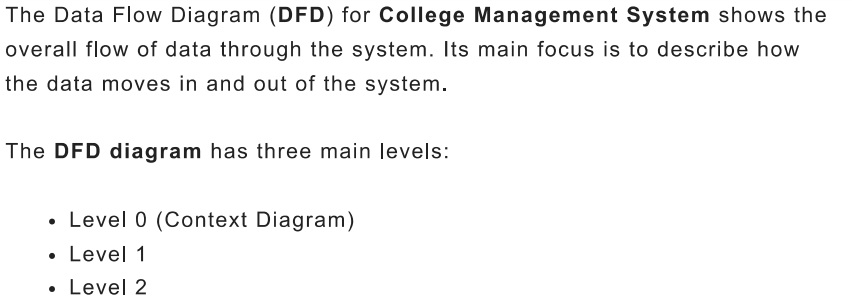 The Data Flow Diagram (DFD) for College Management System shows the
overall flow of data through the system. Its main focus is to describe how
the data moves in and out of the system.
The DFD diagram has three main levels:
• Level 0 (Context Diagram)
• Level 1
• Level 2